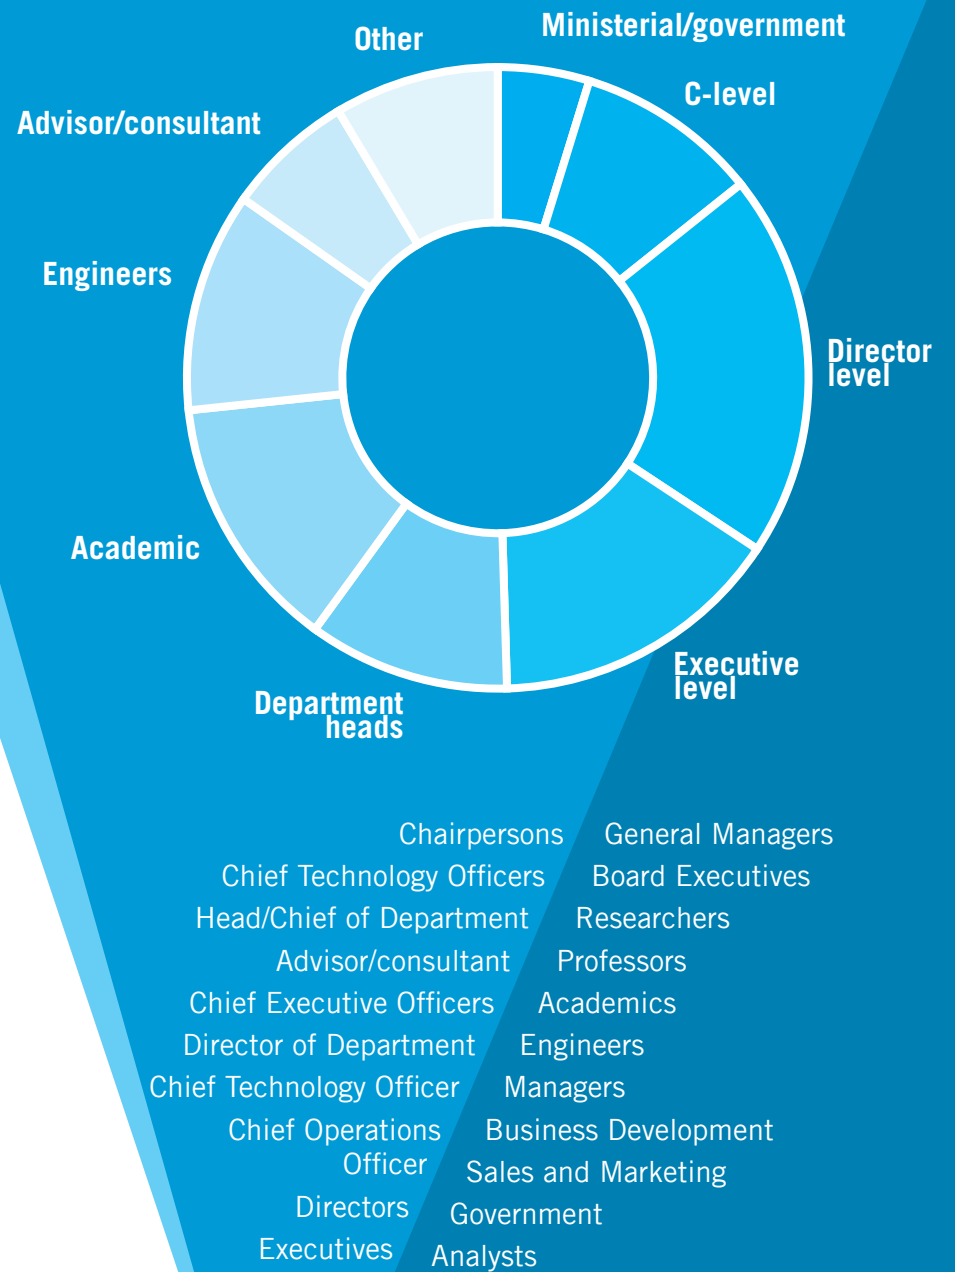 Other
Ministerial/government
C-level
Advisor/consultant
Engineers
Director
level
Academic
Executive
level
Department
heads
Chairpersons
Chief Technology Officers
Head/Chief of Department
Advisor/consultant
Chief Executive Officers
Director of Department
Chief Technology Officer
Chief Operations
Officer
Directors
Executives
General Managers
Board Executives
Researchers
Professors
Academics
Engineers
Managers
Business Development
Sales and Marketing
Government
Analysts